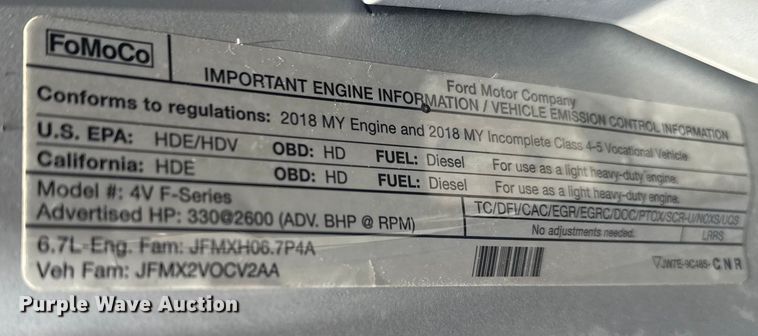 FoMoCo
Ford Motor Company
IMPORTANT ENGINE INFORMATION / VEHICLE EMISSION CONTROL INFORMATION
Conforms to regulations: 2018 MY Engine and 2018 MY Incomplete Class 4-5 Vocational Vehicle
U.S. EPA: HDE/HDV OBD: HD FUEL: Diesel For use as a light heavy-duty engine.
California: HDE OBD: HD FUEL: Diesel For use as a light heavy-duty engine.
Model #: 4V F-Series
Advertised HP: 330@2600 (ADV. BHP @ RPM)
TC/DFI/CAC/EGR/EGRC/DOC/PTOX/SCR-U/NOXS/UQS
No adjustments needed. LRRS
6.7L-Eng. Fam: JFMXH06.7P4A
Veh Fam: JFMX2VOCV2AA
JW7E-9C485- CNR
Purple Wave Auction